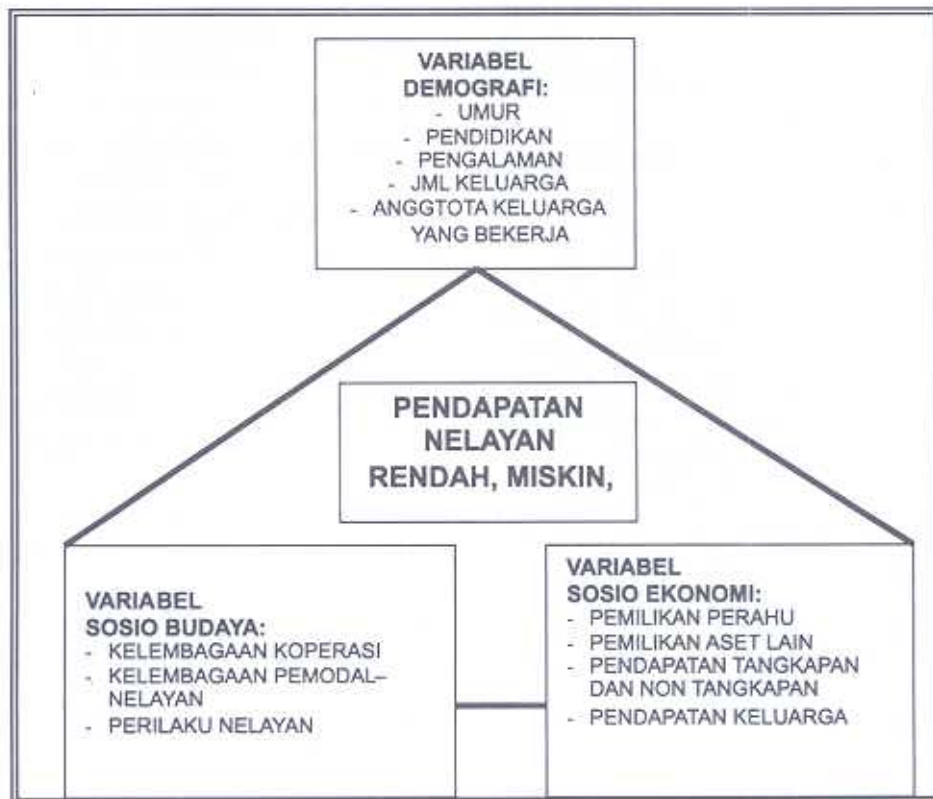 VARIABEL
DEMOGRAFI:
- UMUR
- PENDIDIKAN
- PENGALAMAN
- JML KELUARGA
- ANGGTOTA KELUARGA
YANG BEKERJA
PENDAPATAN
NELAYAN
RENDAH, MISKIN,
VARIABEL
SOSIO BUDAYA:
- KELEMBAGAAN KOPERASI
- KELEMBAGAAN PEMODAL–
NELAYAN
- PERILAKU NELAYAN
VARIABEL
SOSIO EKONOMI:
- PEMILIKAN PERAHU
- PEMILIKAN ASET LAIN
- PENDAPATAN TANGKAPAN
DAN NON TANGKAPAN
- PENDAPATAN KELUARGA